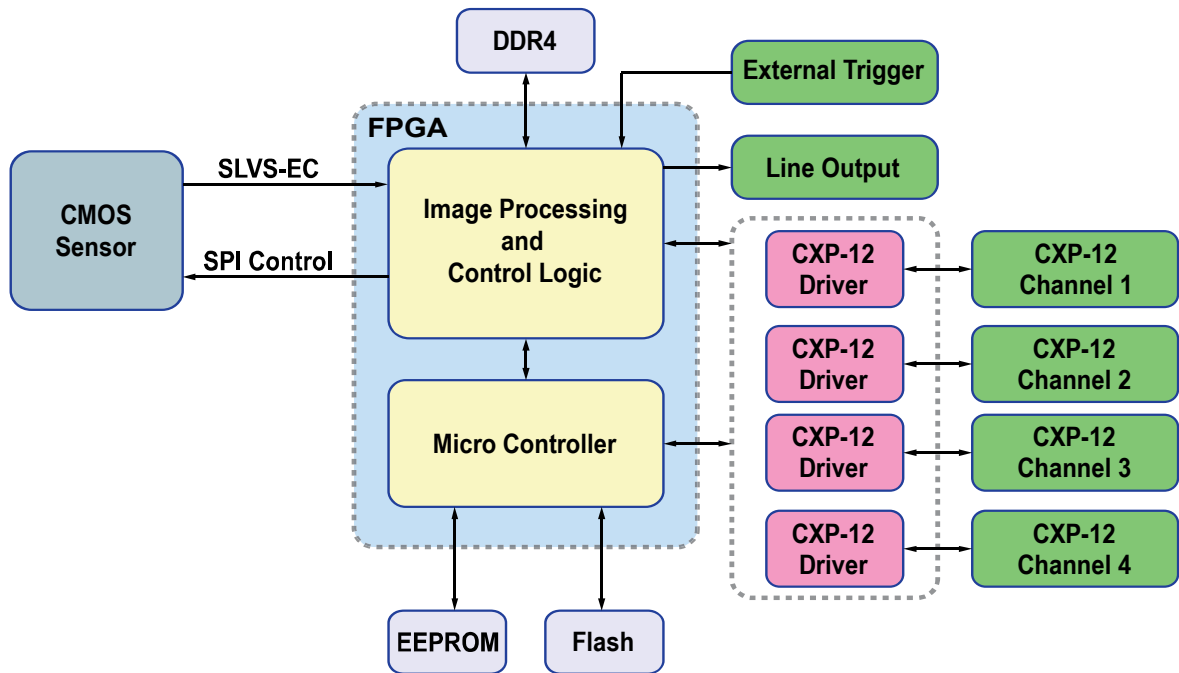 DDR4
External Trigger
FPGA
SLVS-EC
Line Output
CMOS
Sensor
Image Processing
and
Control Logic
SPI Control
CXP-12
Driver
CXP-12
Channel 1
CXP-12
Driver
CXP-12
Channel 2
Micro Controller
CXP-12
Driver
CXP-12
Channel 3
CXP-12
Driver
CXP-12
Channel 4
EEPROM
Flash